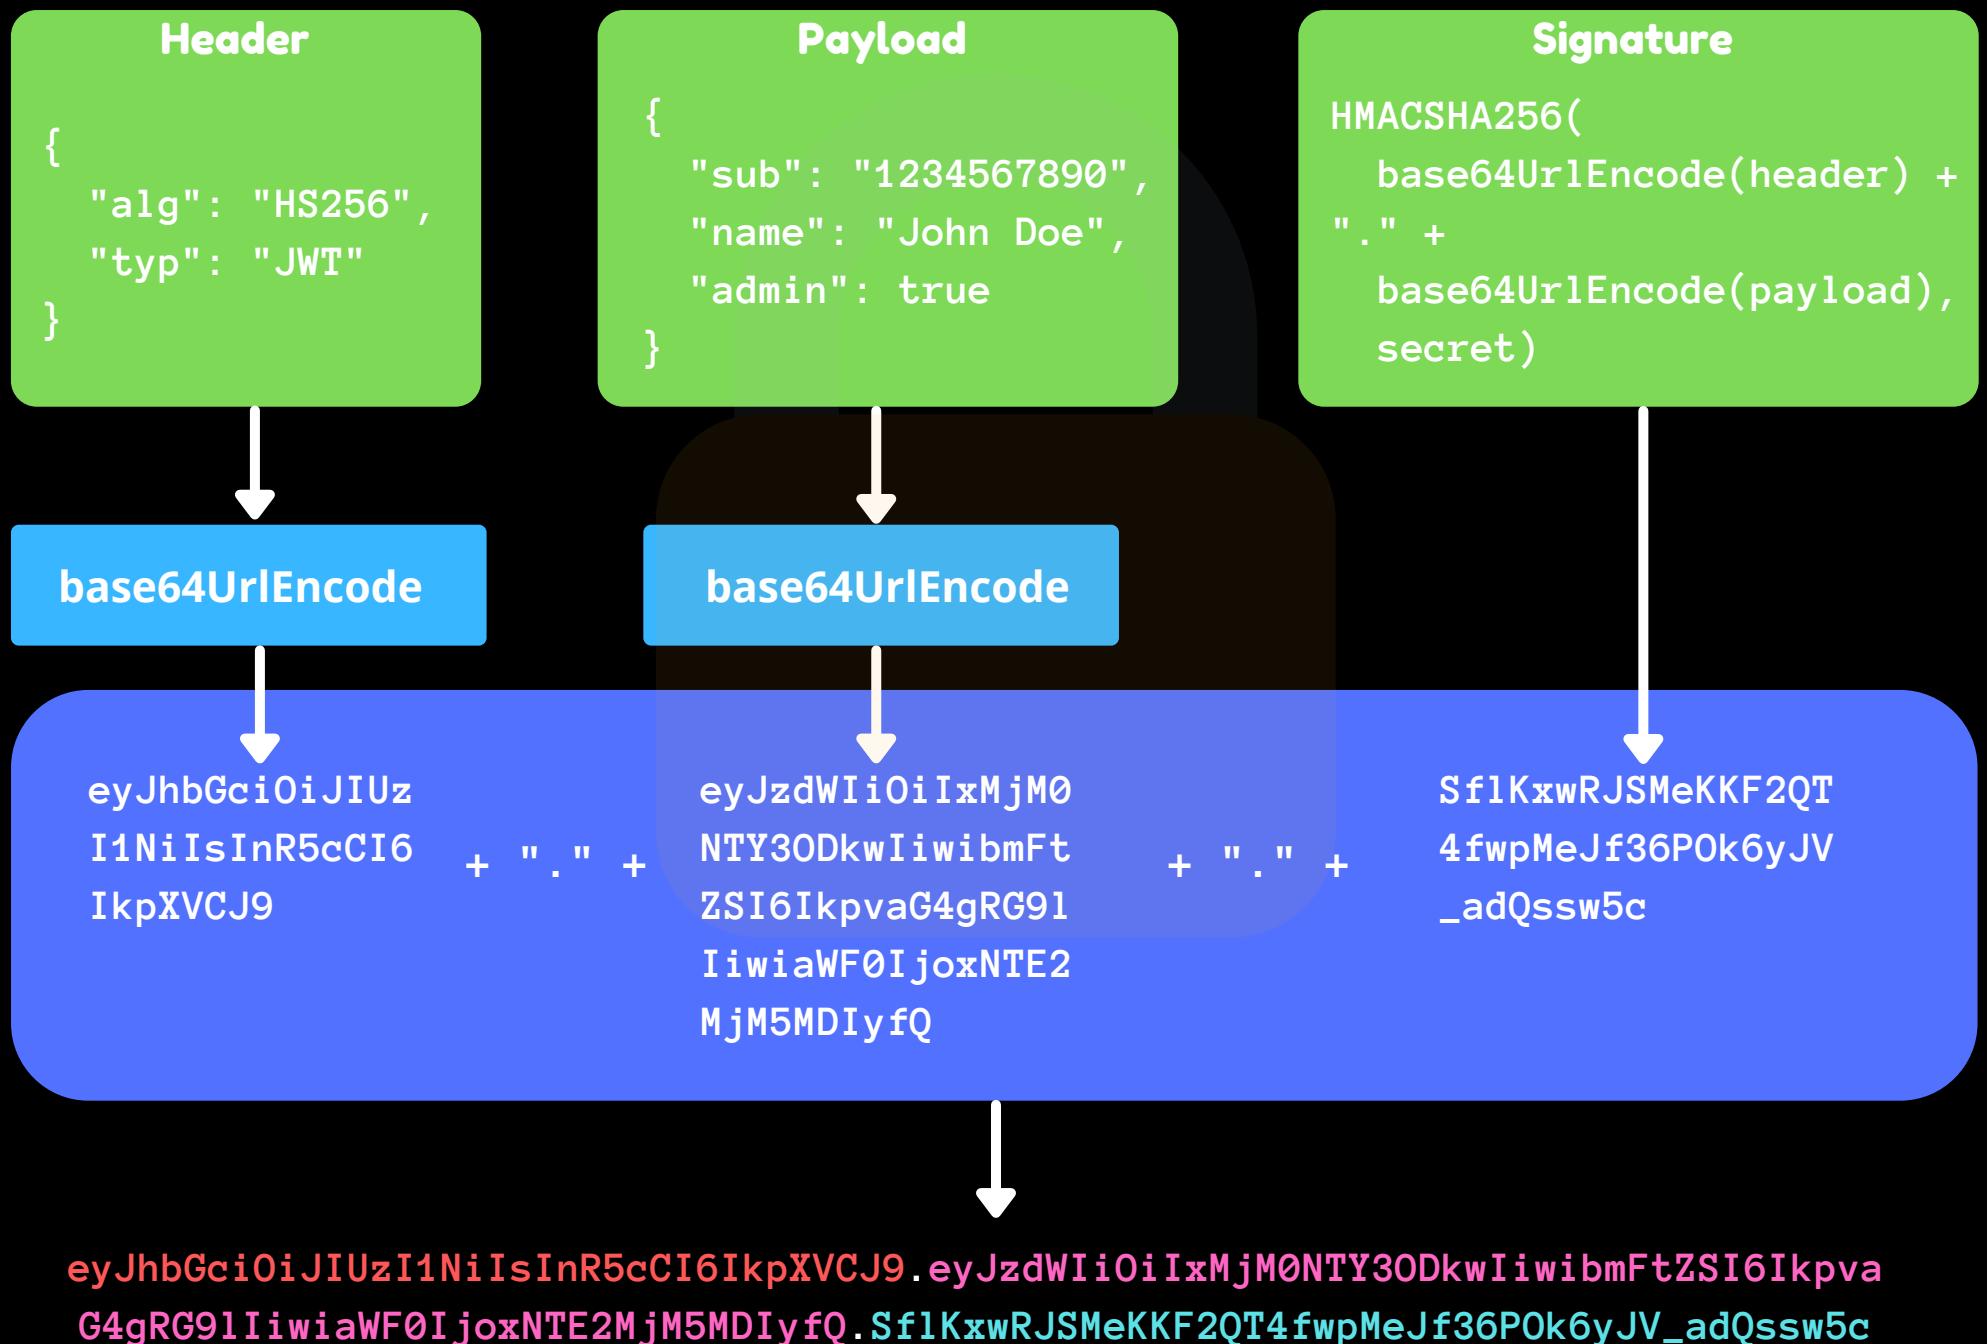 Header
{
  "alg": "HS256",
  "typ": "JWT"
}
Payload
{
  "sub": "1234567890",
  "name": "John Doe",
  "admin": true
}
Signature
HMACSHA256(
  base64UrlEncode(header) +
"." +
  base64UrlEncode(payload),
  secret)
base64UrlEncode
base64UrlEncode
eyJhbGciOiJIUz
I1NiIsInR5cCI6
IkpXVCJ9
+ "." +
eyJzdWIiOiIxMjM0
NTY3ODkwIiwibmFt
ZSI6IkpvaG4gRG9l
IiwiaWF0IjoxNTE2
MjM5MDIyfQ
+ "." +
SflKxwRJSMeKKF2QT
4fwpMeJf36POk6yJV
_adQssw5c
eyJhbGciOiJIUzI1NiIsInR5cCI6IkpXVCJ9.eyJzdWIiOiIxMjM0NTY3ODkwIiwibmFtZSI6Ikpva
G4gRG9lIiwiaWF0IjoxNTE2MjM5MDIyfQ.SflKxwRJSMeKKF2QT4fwpMeJf36POk6yJV_adQssw5c